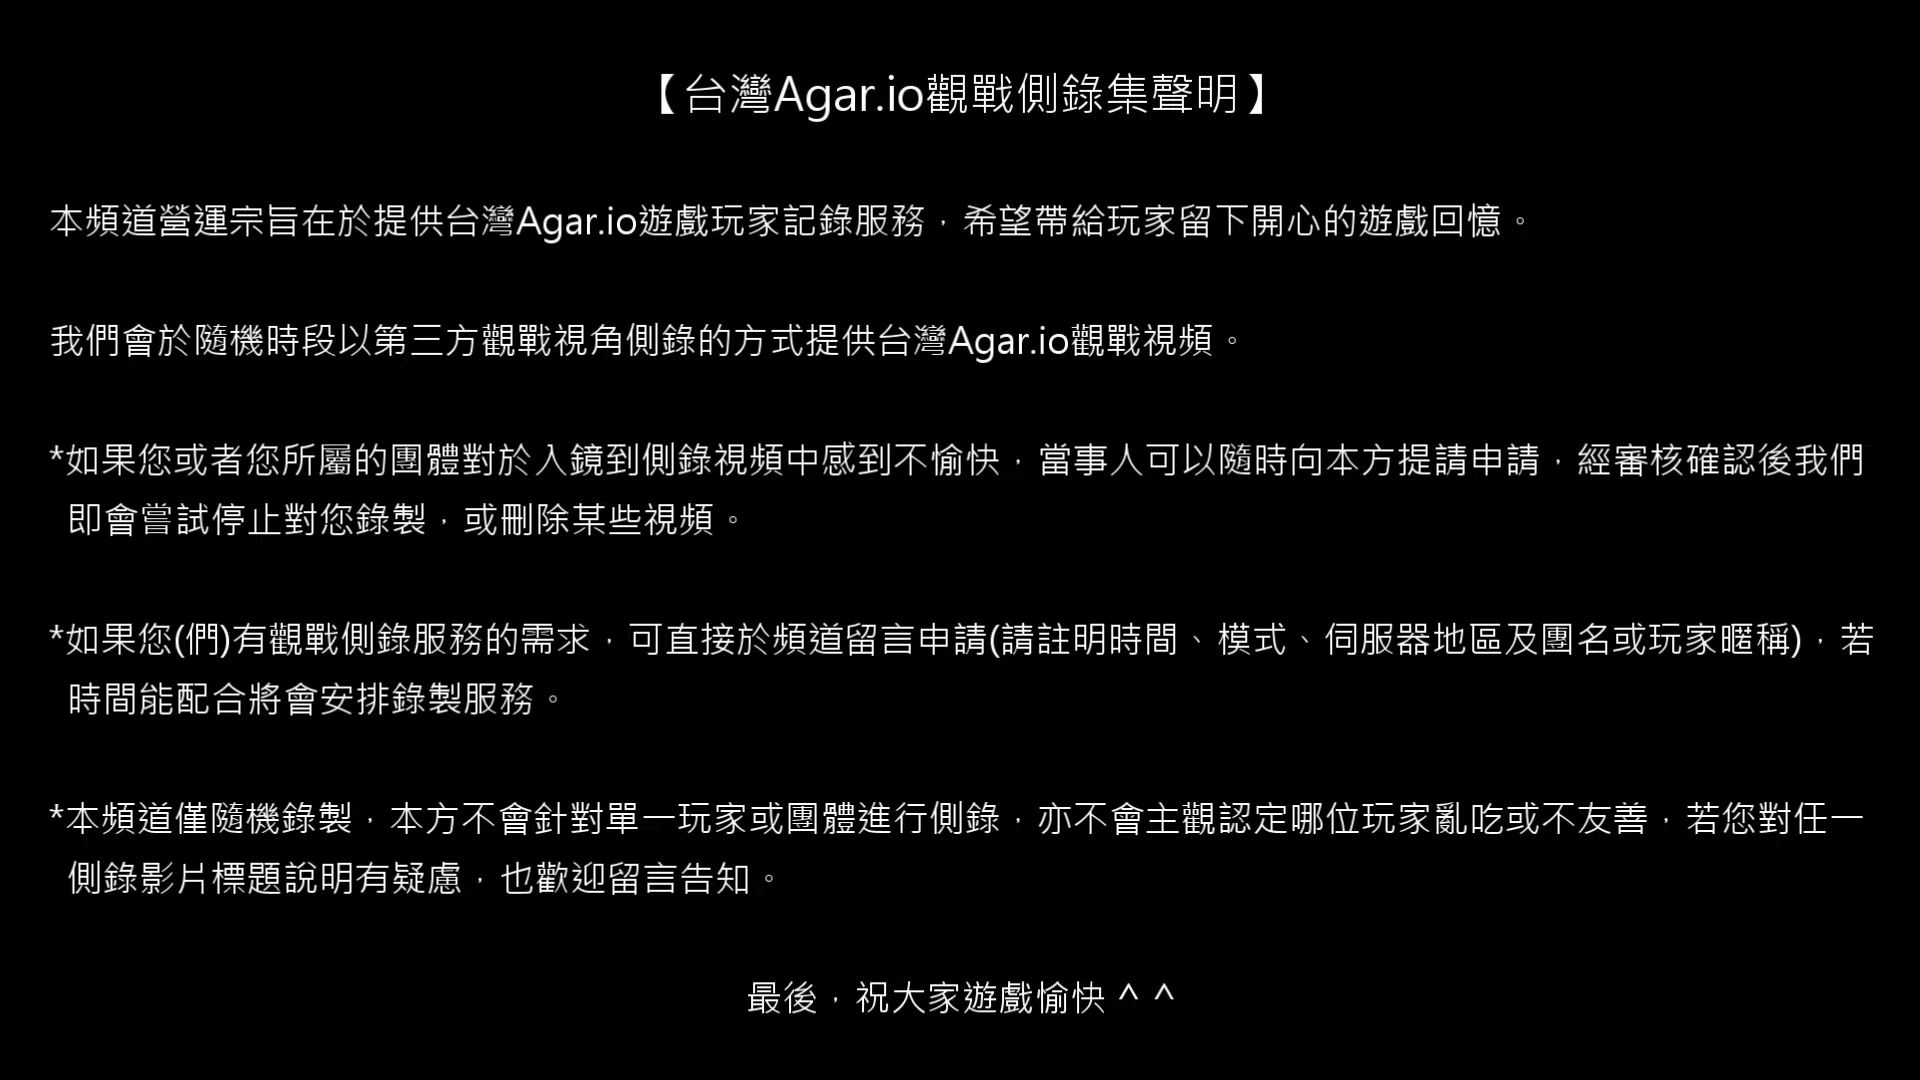 【台灣Agar.io觀戰側錄集聲明】
本頻道營運宗旨在於提供台灣Agar.io遊戲玩家記錄服務，希望帶給玩家留下開心的遊戲回憶。
我們會於隨機時段以第三方觀戰視角側錄的方式提供台灣Agar.io觀戰視頻。
*如果您或者您所屬的團體對於入鏡到側錄視頻中感到不愉快，當事人可以隨時向本方提請申請，經審核確認後我們
即會嘗試停止對您錄製，或刪除某些視頻。
*如果您(們)有觀戰側錄服務的需求，可直接於頻道留言申請(請註明時間、模式、伺服器地區及團名或玩家暱稱)，若
時間能配合將會安排錄製服務。
*本頻道僅隨機錄製，本方不會針對單一玩家或團體進行側錄，亦不會主觀認定哪位玩家亂吃或不友善，若您對任一
側錄影片標題說明有疑慮，也歡迎留言告知。
最後，祝大家遊戲愉快 ^ ^